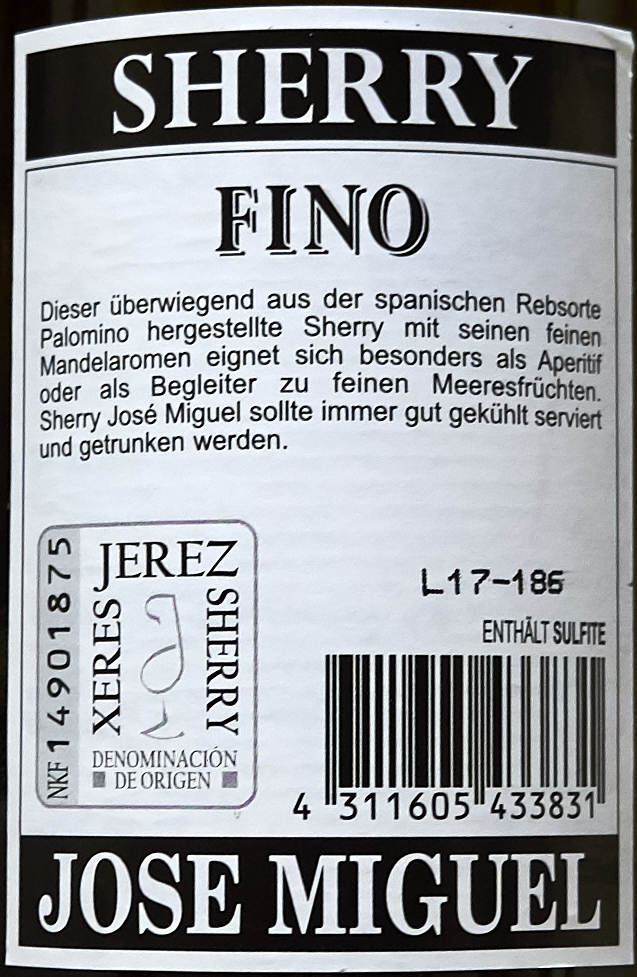 SHERRY
FINO
Dieser überwiegend aus der spanischen Rebsorte
Palomino hergestellte Sherry mit seinen feinen
Mandelaromen eignet sich besonders als Aperitif
oder als Begleiter zu feinen Meeresfrüchten.
Sherry José Miguel sollte immer gut gekühlt serviert
und getrunken werden.
NKF 14901875
JEREZ
XERES
SHERRY
DENOMINACIÓN
DE ORIGEN
L17-186
ENTHÄLT SULFITE
4 311605 433831
JOSE MIGUEL